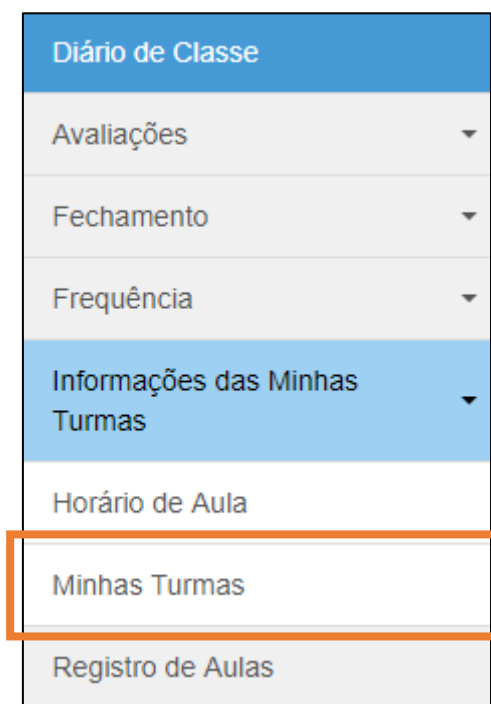 Diário de Classe
Avaliações
Fechamento
Frequência
Informações das Minhas
Turmas
Horário de Aula
Minhas Turmas
Registro de Aulas